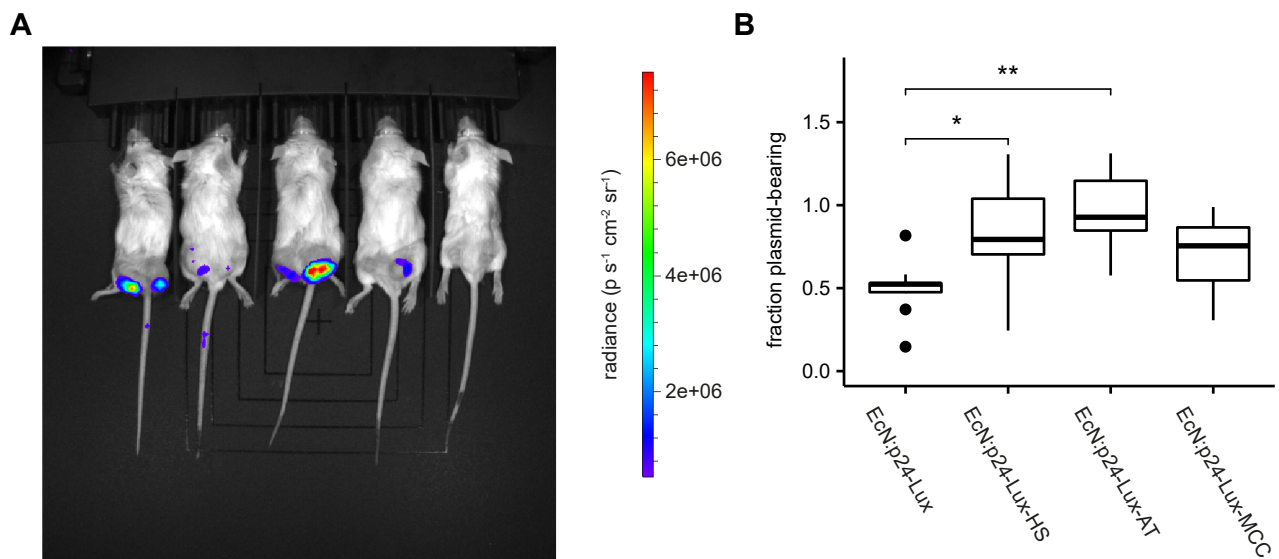 A
B
radiance (p s⁻¹ cm⁻² sr⁻¹)
6e+06
4e+06
2e+06
fraction plasmid-bearing
1.5
1.0
0.5
0.0
**
*
EcN:p24-Lux
EcN:p24-Lux-HS
EcN:p24-Lux-AT
EcN:p24-Lux-MCC